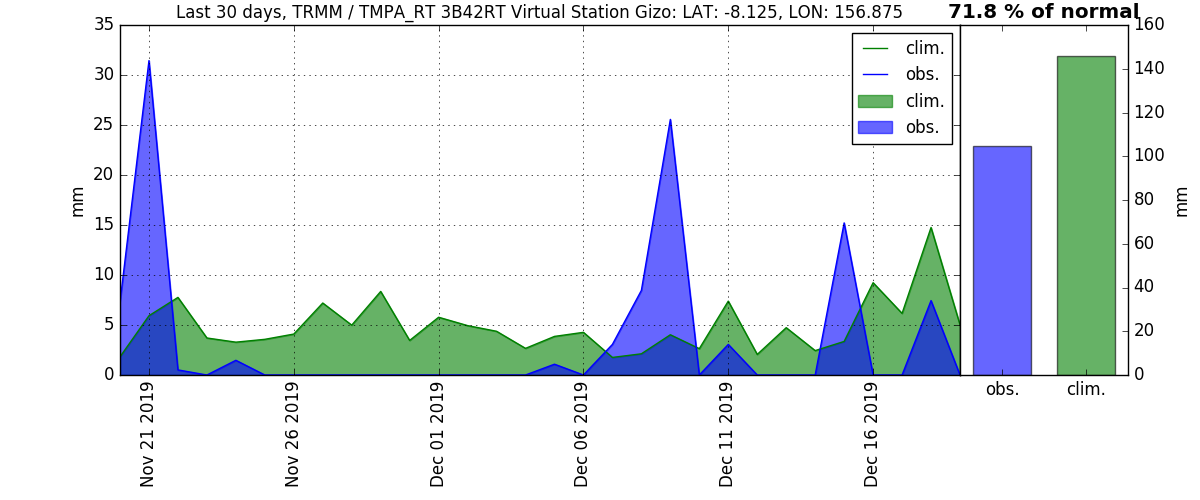 Last 30 days, TRMM / TMPA_RT 3B42RT Virtual Station Gizo: LAT: -8.125, LON: 156.875
71.8 % of normal
35
30
25
20
15
10
5
0
mm
clim.
obs.
clim.
obs.
160
140
120
100
80
60
40
20
0
mm
Nov 21 2019
Nov 26 2019
Dec 01 2019
Dec 06 2019
Dec 11 2019
Dec 16 2019
obs.
clim.